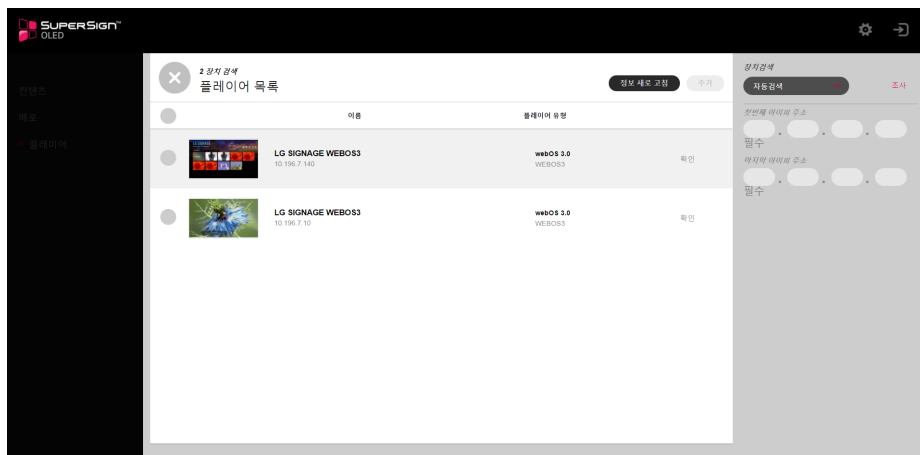 SUPERSIGN™
OLED
컨텐츠
배포
플레이어
2 장치 검색
플레이어 목록
정보 새로 고침
추가
이름
플레이어 유형
LG SIGNAGE WEBOS3
10.196.7.140
webOS 3.0
WEBOS3
확인
LG SIGNAGE WEBOS3
10.196.7.10
webOS 3.0
WEBOS3
확인
장치검색
자동검색
조사
첫번째 아이피 주소
. . .
필수
마지막 아이피 주소
. . .
필수